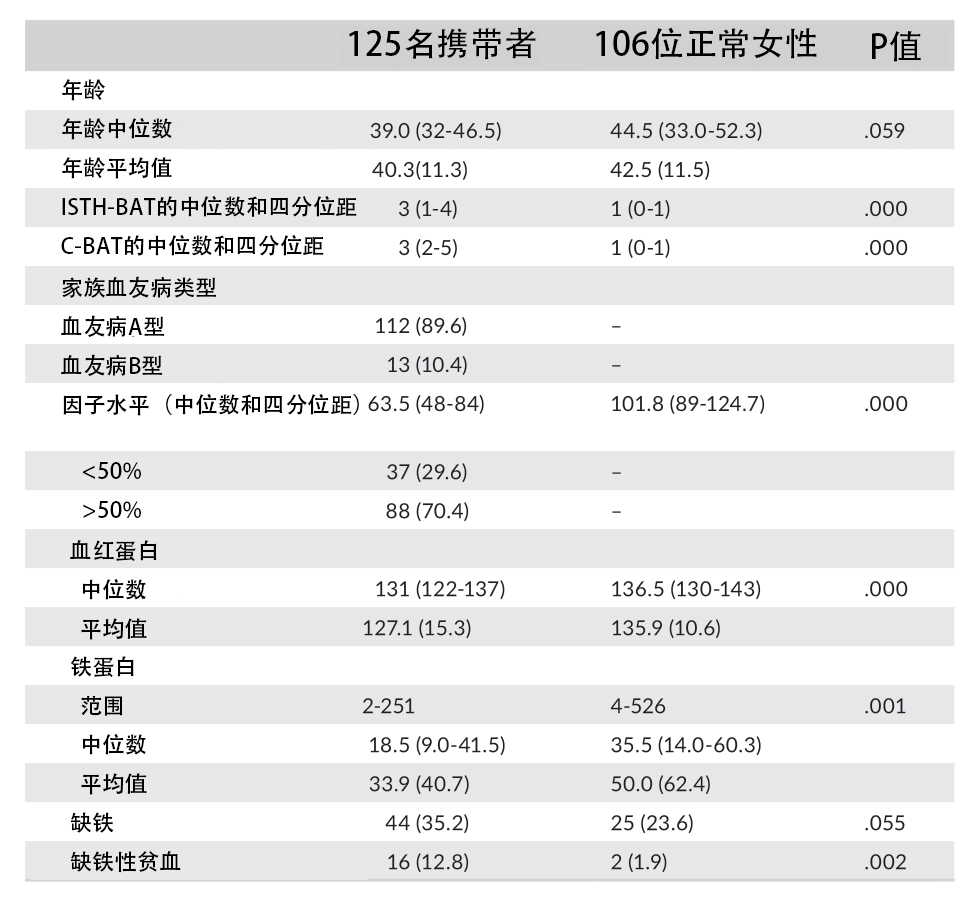 125名携带者 106位正常女性 P值
年龄
年龄中位数 39.0 (32-46.5) 44.5 (33.0-52.3) .059
年龄平均值 40.3(11.3) 42.5 (11.5)
ISTH-BAT的中位数和四分位距 3 (1-4) 1 (0-1) .000
C-BAT的中位数和四分位距 3 (2-5) 1 (0-1) .000
家族血友病类型
血友病A型 112 (89.6) –
血友病B型 13 (10.4) –
因子水平（中位数和四分位距）63.5 (48-84) 101.8 (89-124.7) .000
<50% 37 (29.6) –
>50% 88 (70.4) –
血红蛋白
中位数 131 (122-137) 136.5 (130-143) .000
平均值 127.1 (15.3) 135.9 (10.6)
铁蛋白
范围 2-251 4-526 .001
中位数 18.5 (9.0-41.5) 35.5 (14.0-60.3)
平均值 33.9 (40.7) 50.0 (62.4)
缺铁 44 (35.2) 25 (23.6) .055
缺铁性贫血 16 (12.8) 2 (1.9) .002